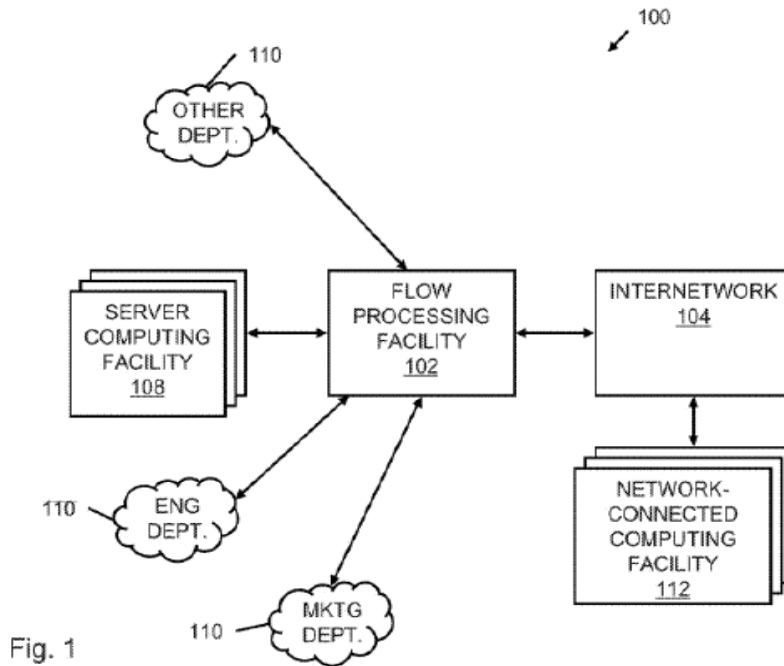 100
110
OTHER
DEPT.
SERVER
COMPUTING
FACILITY
108
FLOW
PROCESSING
FACILITY
102
INTERNETWORK
104
110
ENG
DEPT.
NETWORK-
CONNECTED
COMPUTING
FACILITY
112
110
MKTG
DEPT.
Fig. 1